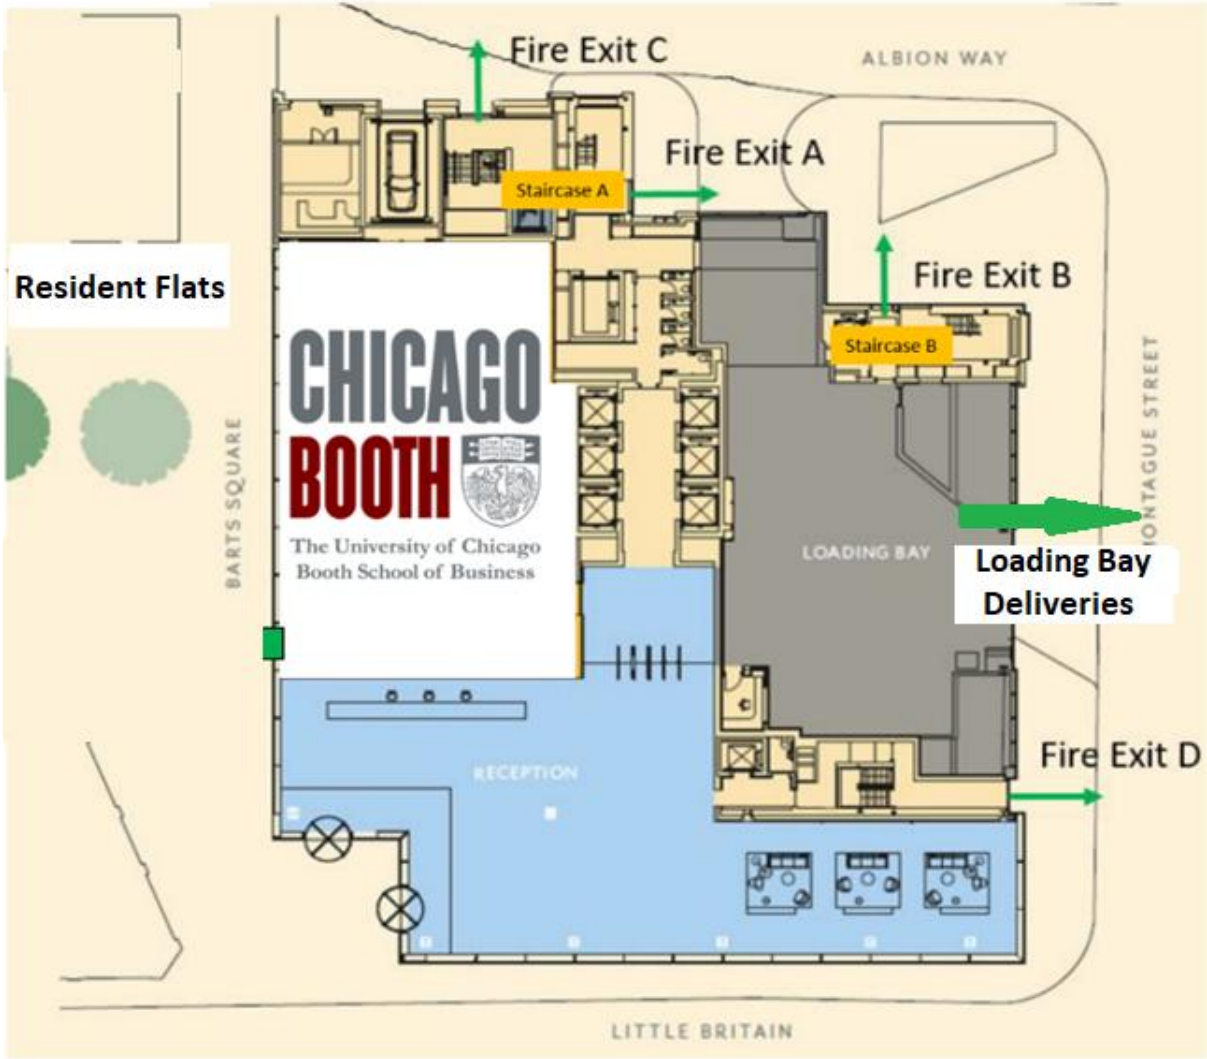 Fire Exit C
ALBION WAY
Fire Exit A
Staircase A
Resident Flats
Fire Exit B
Staircase B
CHICAGO
BOOTH
The University of Chicago
Booth School of Business
BARTS SQUARE
MONTAGUE STREET
LOADING BAY
Loading Bay
Deliveries
RECEPTION
Fire Exit D
LITTLE BRITAIN